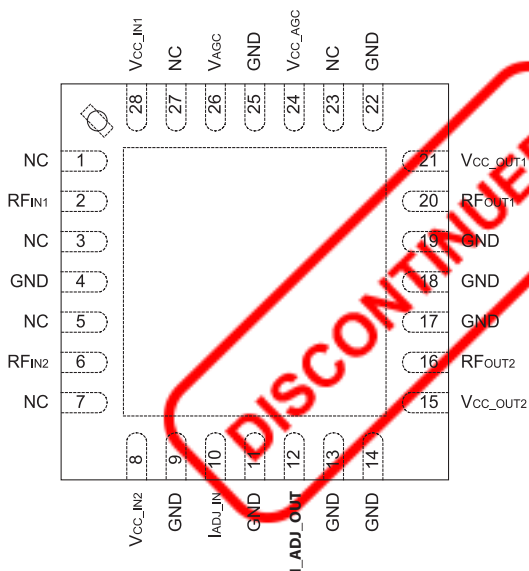 VCC_IN1
NC
VAGC
GND
VCC_AGC
NC
GND
28
27
26
25
24
23
22
NC 1
RFIN1 2
NC 3
GND 4
NC 5
RFIN2 6
NC 7
21 VCC_OUT1
20 RFOUT1
19 GND
18 GND
17 GND
16 RFOUT2
15 VCC_OUT2
DISCONTINUE
8
9
10
11
12
13
14
VCC_IN2
GND
IADJ_IN
GND
I_ADJ_OUT
GND
GND